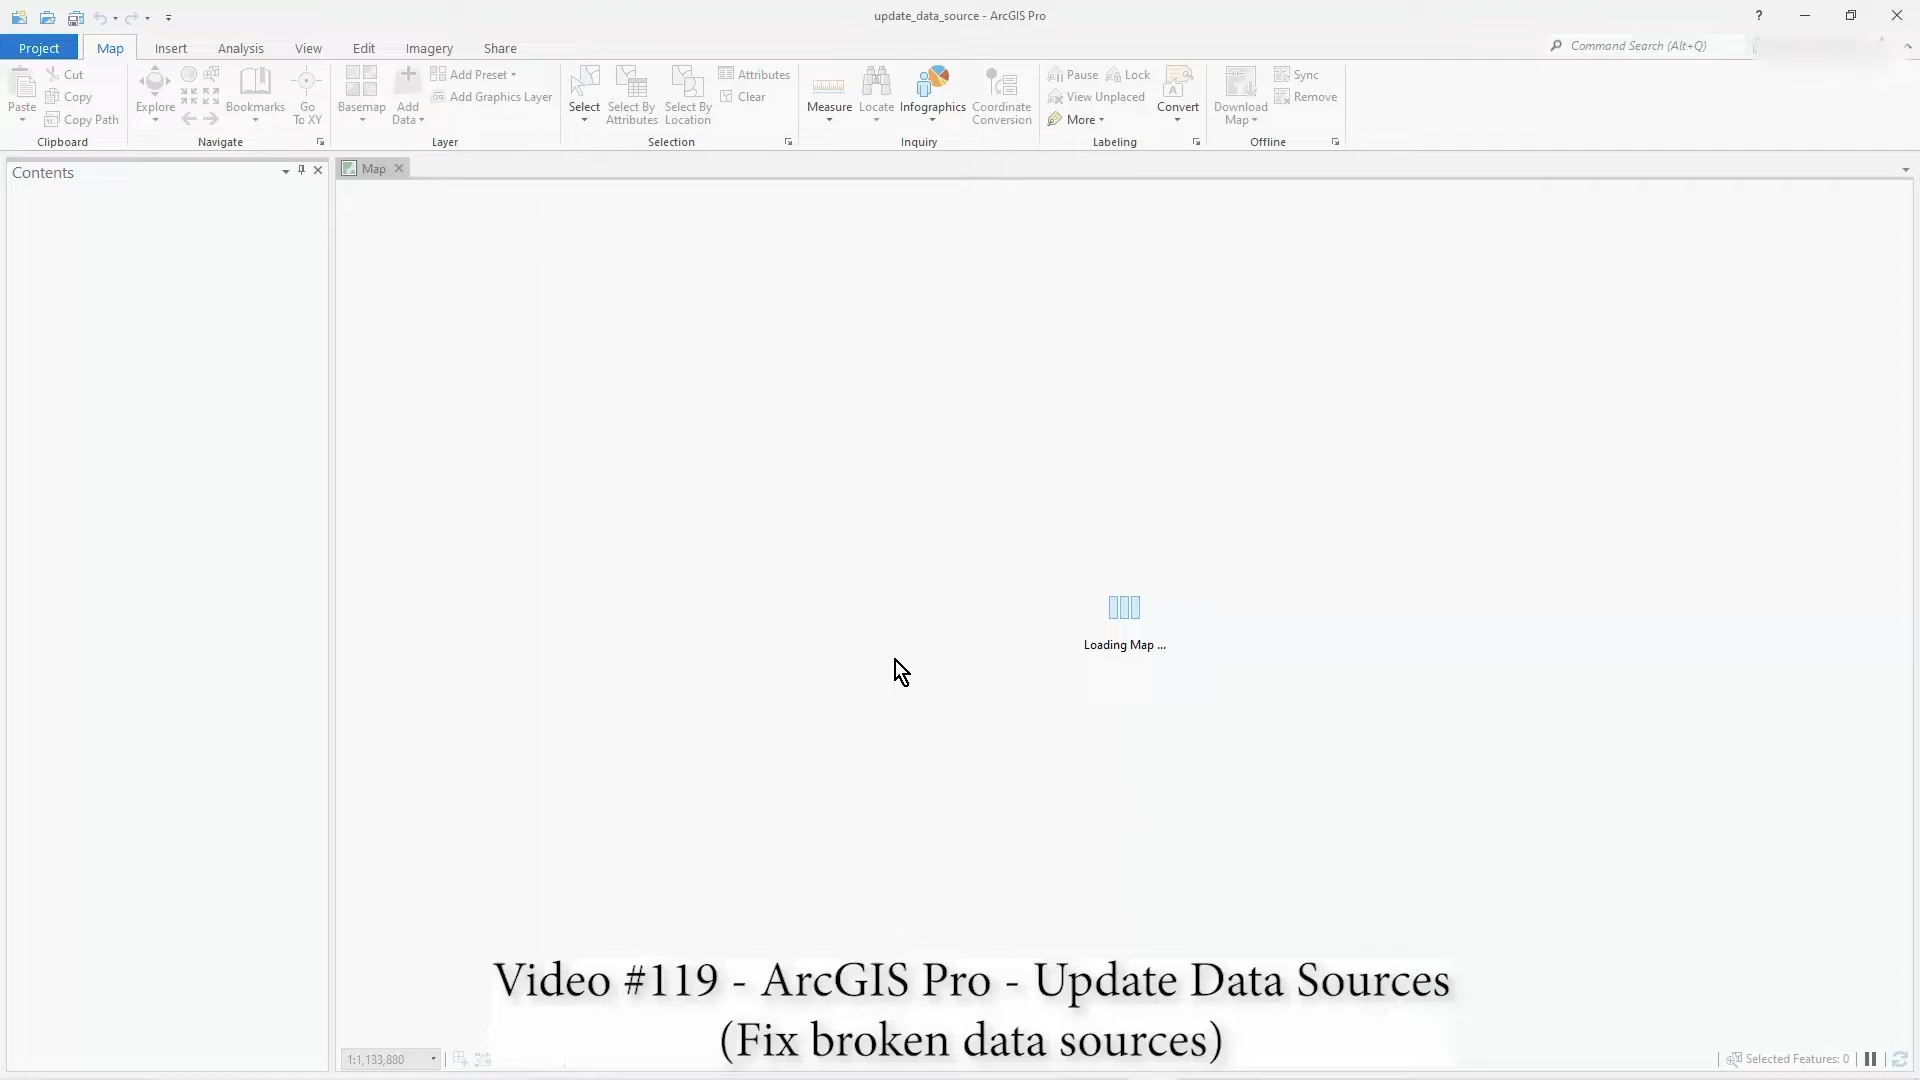 update_data_source - ArcGIS Pro
?
Project Map Insert Analysis View Edit Imagery Share
Command Search (Alt+Q)
Paste
Cut
Copy
Copy Path
Clipboard
Explore
Bookmarks
Go
To XY
Navigate
Basemap
Add
Data
Add Preset
Add Graphics Layer
Layer
Select
Select By
Attributes
Select By
Location
Attributes
Clear
Selection
Measure
Locate
Infographics
Coordinate
Conversion
Inquiry
Pause
Lock
View Unplaced
More
A
Convert
Labeling
Download
Map
Sync
Remove
Offline
Contents
Map
Loading Map ...
Video #119 - ArcGIS Pro - Update Data Sources
(Fix broken data sources)
1:1,133,880
Selected Features: 0